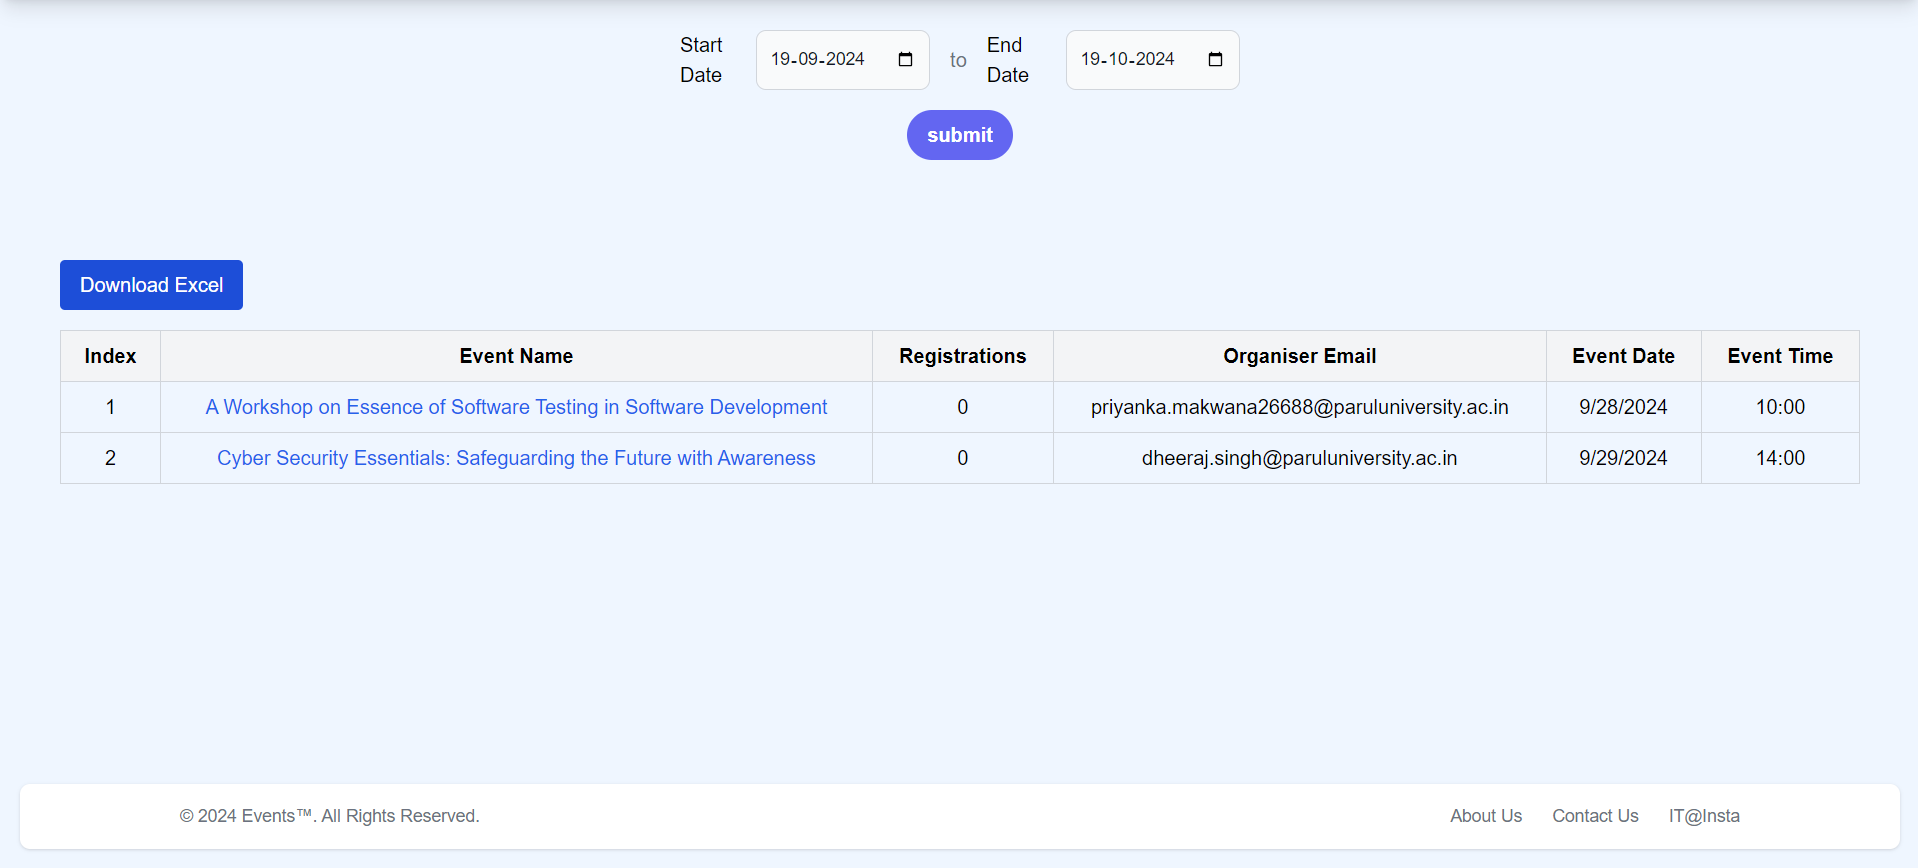 Start Date 19-09-2024 to End Date 19-10-2024
submit
Download Excel
Index Event Name Registrations Organiser Email Event Date Event Time
1 A Workshop on Essence of Software Testing in Software Development 0 priyanka.makwana26688@paruluniversity.ac.in 9/28/2024 10:00
2 Cyber Security Essentials: Safeguarding the Future with Awareness 0 dheeraj.singh@paruluniversity.ac.in 9/29/2024 14:00
© 2024 Events™. All Rights Reserved. About Us Contact Us IT@Insta